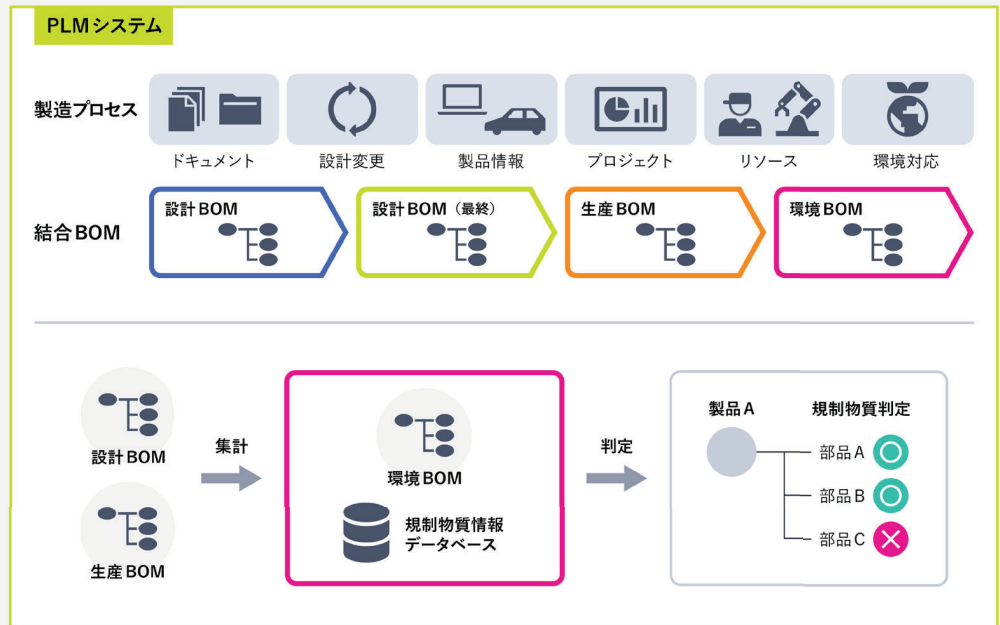 PLMシステム
製造プロセス
ドキュメント
設計変更
製品情報
プロジェクト
リソース
環境対応
結合BOM
設計BOM
設計BOM（最終）
生産BOM
環境BOM
設計BOM
生産BOM
集計
環境BOM
規制物質情報
データベース
判定
製品A
規制物質判定
部品A
部品B
部品C